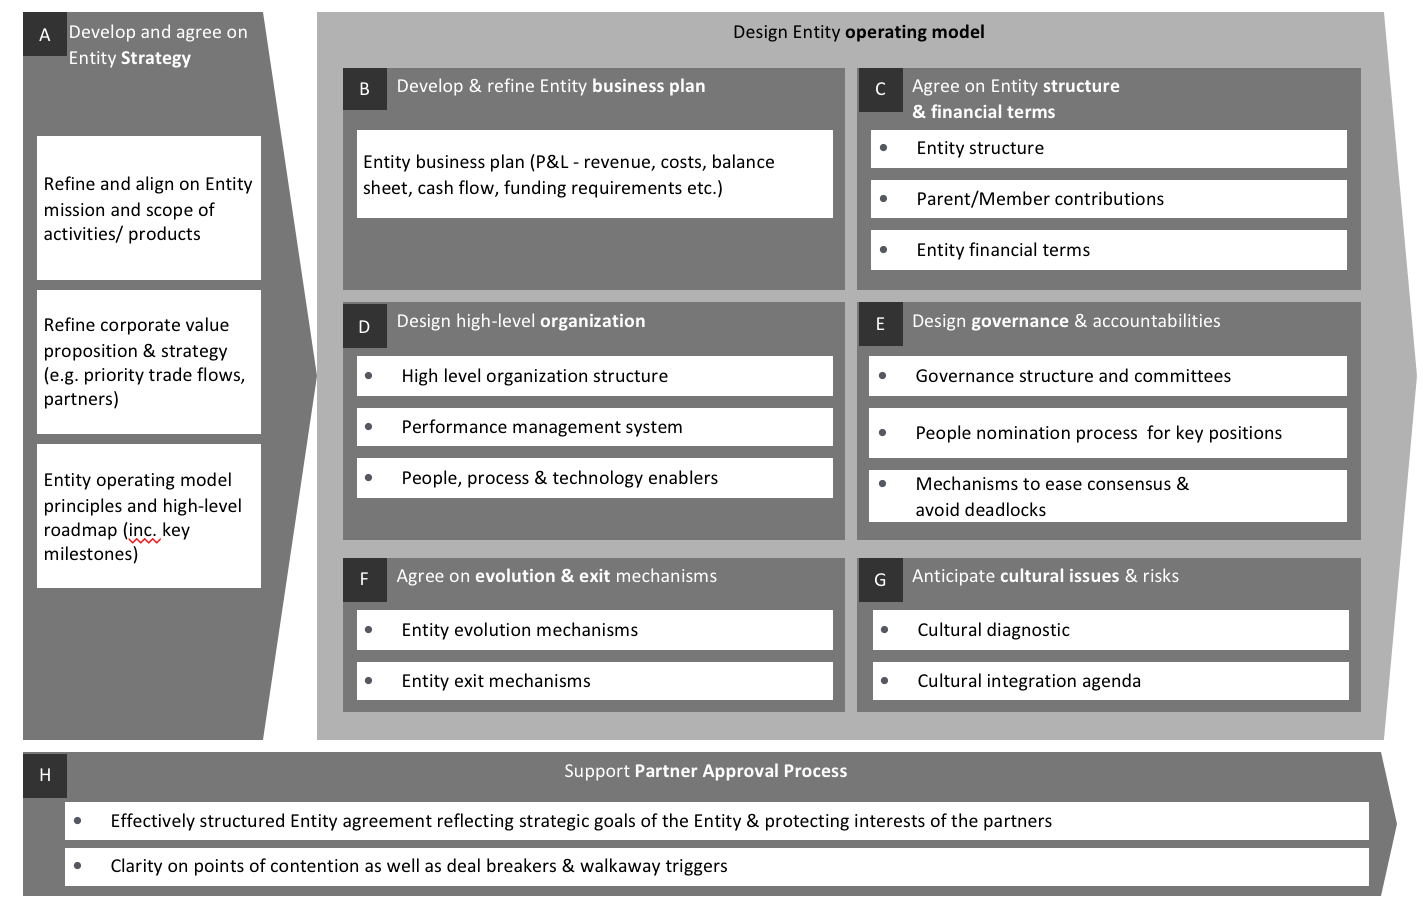 A
Develop and agree on
Entity Strategy
Refine and align on Entity
mission and scope of
activities/ products
Refine corporate value
proposition & strategy
(e.g. priority trade flows,
partners)
Entity operating model
principles and high-level
roadmap (inc. key
milestones)
Design Entity operating model
B
Develop & refine Entity business plan
Entity business plan (P&L - revenue, costs, balance
sheet, cash flow, funding requirements etc.)
C
Agree on Entity structure
& financial terms
• Entity structure
• Parent/Member contributions
• Entity financial terms
D
Design high-level organization
• High level organization structure
• Performance management system
• People, process & technology enablers
E
Design governance & accountabilities
• Governance structure and committees
• People nomination process  for key positions
• Mechanisms to ease consensus &
avoid deadlocks
F
Agree on evolution & exit mechanisms
• Entity evolution mechanisms
• Entity exit mechanisms
G
Anticipate cultural issues & risks
• Cultural diagnostic
• Cultural integration agenda
H
Support Partner Approval Process
• Effectively structured Entity agreement reflecting strategic goals of the Entity & protecting interests of the partners
• Clarity on points of contention as well as deal breakers & walkaway triggers